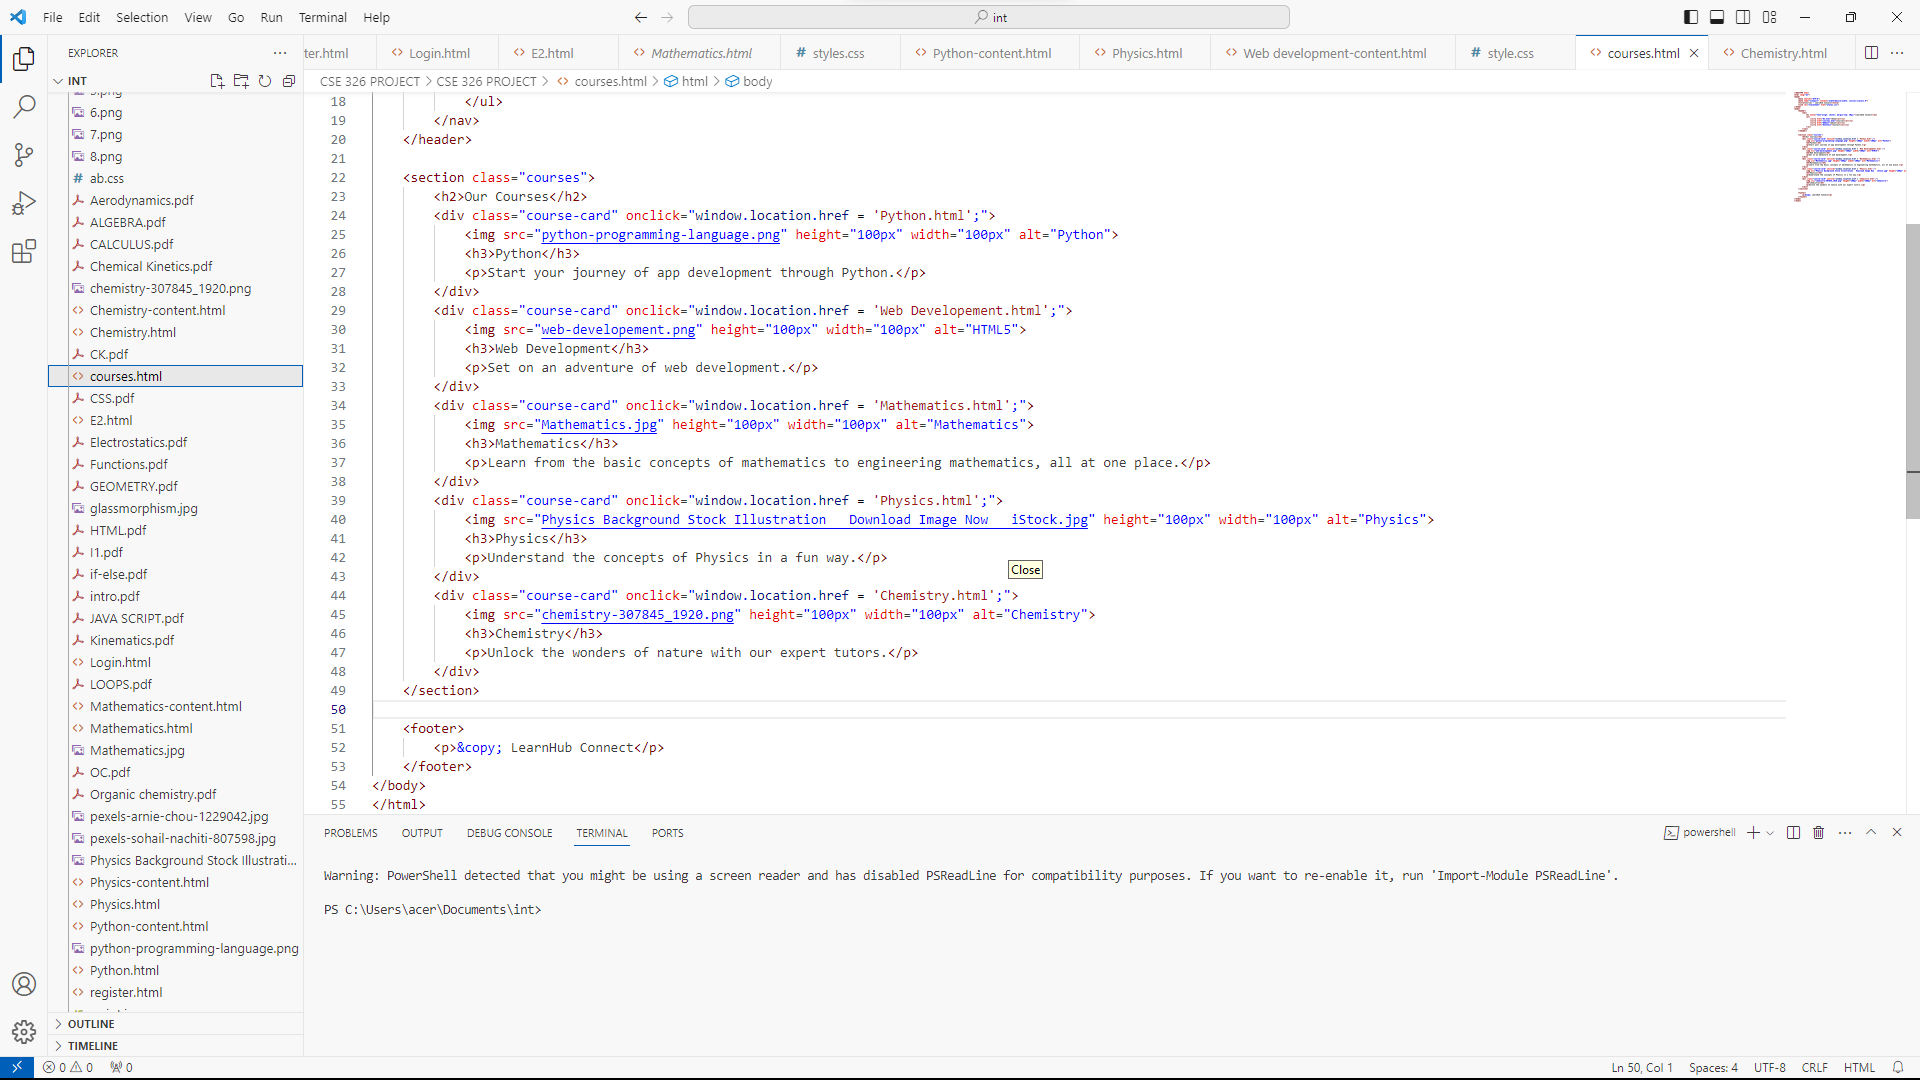 File Edit Selection View Go Run Terminal Help
int
EXPLORER
ter.html
Login.html
E2.html
Mathematics.html
# styles.css
Python-content.html
Physics.html
Web development-content.html
# style.css
courses.html
Chemistry.html
INT
CSE 326 PROJECT > CSE 326 PROJECT > courses.html > html > body
5.png
6.png
7.png
8.png
# ab.css
Aerodynamics.pdf
ALGEBRA.pdf
CALCULUS.pdf
Chemical Kinetics.pdf
chemistry-307845_1920.png
Chemistry-content.html
Chemistry.html
CK.pdf
courses.html
CSS.pdf
E2.html
Electrostatics.pdf
Functions.pdf
GEOMETRY.pdf
glassmorphism.jpg
HTML.pdf
I1.pdf
if-else.pdf
intro.pdf
JAVA SCRIPT.pdf
Kinematics.pdf
Login.html
LOOPS.pdf
Mathematics-content.html
Mathematics.html
Mathematics.jpg
OC.pdf
Organic chemistry.pdf
pexels-arnie-chou-1229042.jpg
pexels-sohail-nachiti-807598.jpg
Physics Background Stock Illustrati...
Physics-content.html
Physics.html
Python-content.html
python-programming-language.png
Python.html
register.html
OUTLINE
TIMELINE
18 </ul>
19 </nav>
20 </header>
21
22 <section class="courses">
23 <h2>Our Courses</h2>
24 <div class="course-card" onclick="window.location.href = 'Python.html';">
25 <img src="python-programming-language.png" height="100px" width="100px" alt="Python">
26 <h3>Python</h3>
27 <p>Start your journey of app development through Python.</p>
28 </div>
29 <div class="course-card" onclick="window.location.href = 'Web Developement.html';">
30 <img src="web-developement.png" height="100px" width="100px" alt="HTML5">
31 <h3>Web Development</h3>
32 <p>Set on an adventure of web development.</p>
33 </div>
34 <div class="course-card" onclick="window.location.href = 'Mathematics.html';">
35 <img src="Mathematics.jpg" height="100px" width="100px" alt="Mathematics">
36 <h3>Mathematics</h3>
37 <p>Learn from the basic concepts of mathematics to engineering mathematics, all at one place.</p>
38 </div>
39 <div class="course-card" onclick="window.location.href = 'Physics.html';">
40 <img src="Physics Background Stock Illustration   Download Image Now   iStock.jpg" height="100px" width="100px" alt="Physics">
41 <h3>Physics</h3>
42 <p>Understand the concepts of Physics in a fun way.</p>
43 </div>
44 <div class="course-card" onclick="window.location.href = 'Chemistry.html';">
45 <img src="chemistry-307845_1920.png" height="100px" width="100px" alt="Chemistry">
46 <h3>Chemistry</h3>
47 <p>Unlock the wonders of nature with our expert tutors.</p>
48 </div>
49 </section>
50
51 <footer>
52 <p>&copy; LearnHub Connect</p>
53 </footer>
54 </body>
55 </html>
Close
PROBLEMS OUTPUT DEBUG CONSOLE TERMINAL PORTS
powershell
Warning: PowerShell detected that you might be using a screen reader and has disabled PSReadLine for compatibility purposes. If you want to re-enable it, run 'Import-Module PSReadLine'.
PS C:\Users\acer\Documents\int>
0 0 0
Ln 50, Col 1 Spaces: 4 UTF-8 CRLF HTML